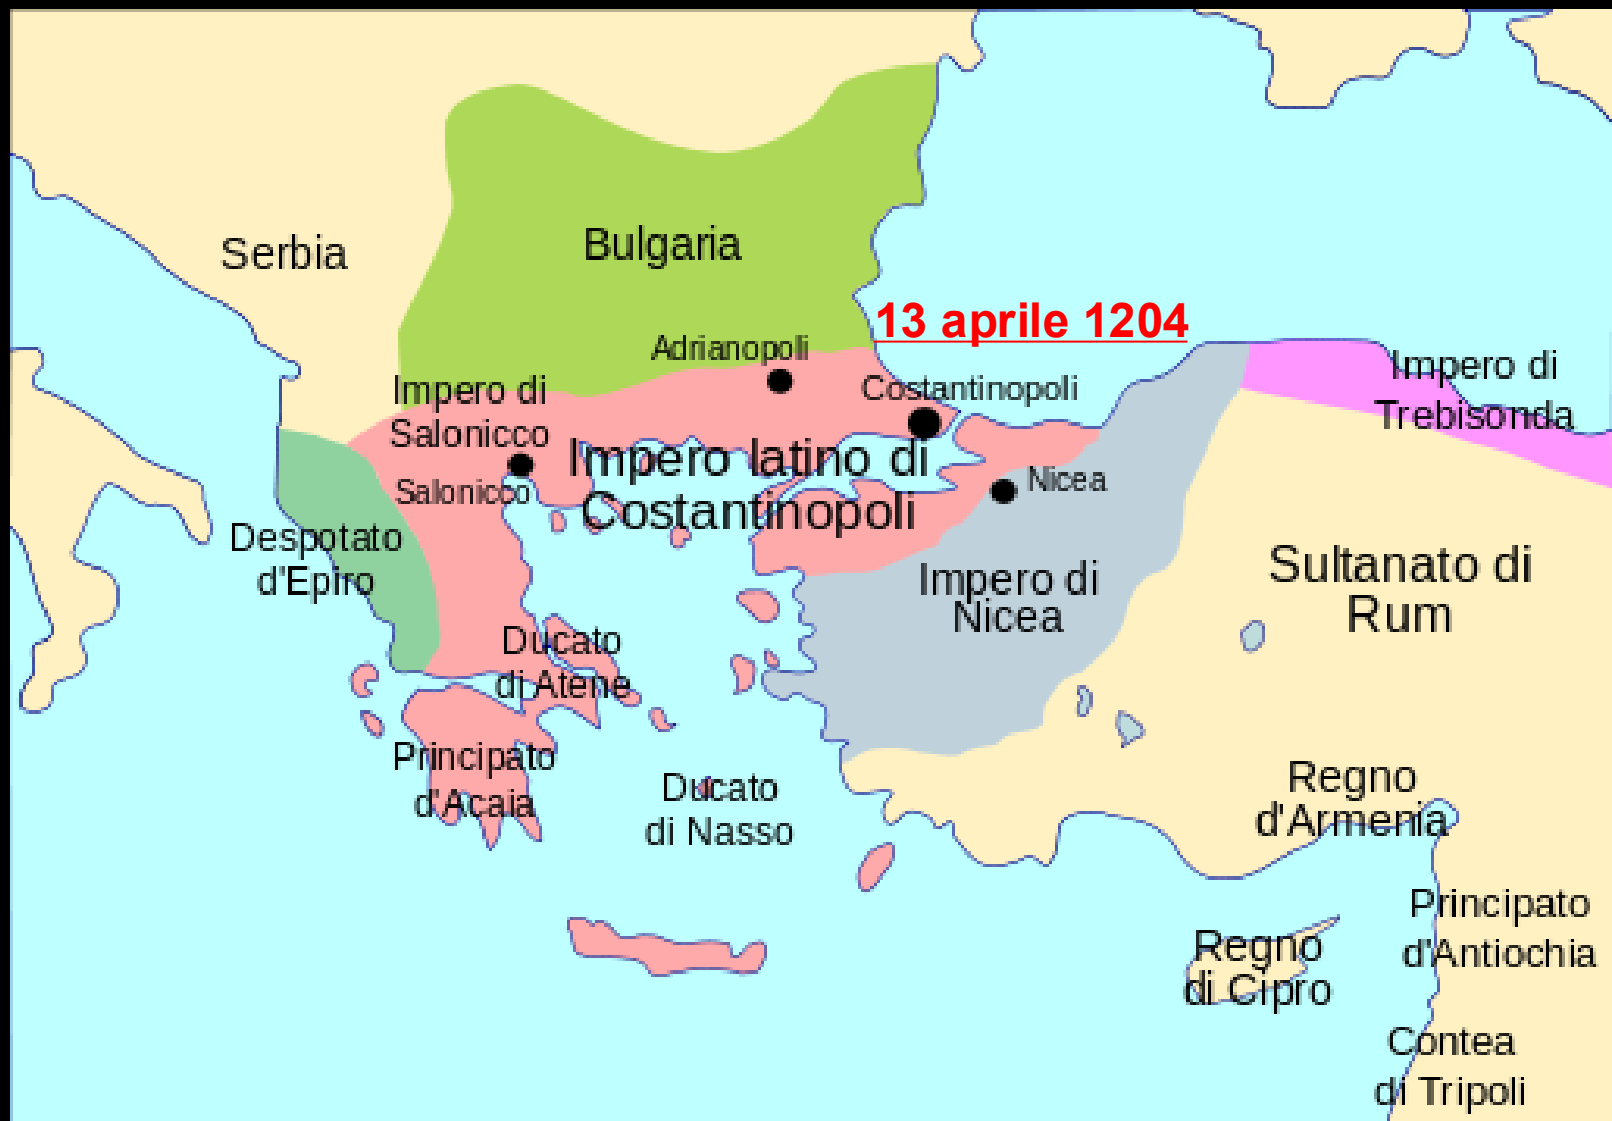 Serbia
Bulgaria
13 aprile 1204
Adrianopoli
Impero di
Salonicco
Costantinopoli
Impero di
Trebisonda
Impero latino di
Costantinopoli
Salonicco
Nicea
Despotato
d'Epiro
Impero di
Nicea
Sultanato di
Rum
Ducato
di Atene
Principato
d'Acaia
Ducato
di Nasso
Regno
d'Armenia
Principato
d'Antiochia
Regno
di Cipro
Contea
di Tripoli